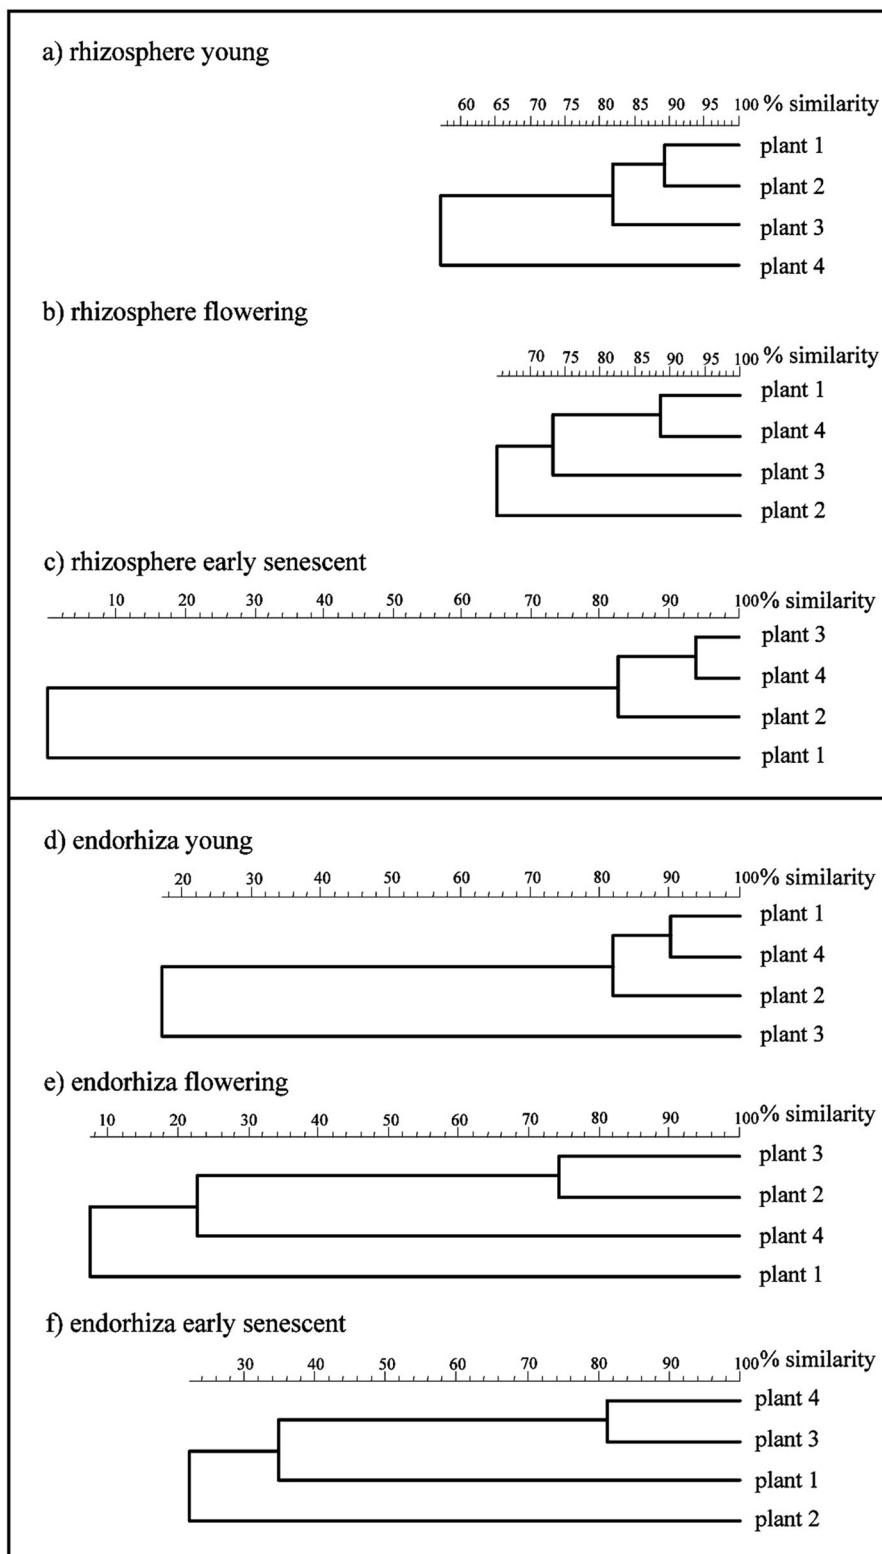 a) rhizosphere young
60 65 70 75 80 85 90 95 100 % similarity
plant 1
plant 2
plant 3
plant 4
b) rhizosphere flowering
70 75 80 85 90 95 100 % similarity
plant 1
plant 4
plant 3
plant 2
c) rhizosphere early senescent
10 20 30 40 50 60 70 80 90 100% similarity
plant 3
plant 4
plant 2
plant 1
d) endorhiza young
20 30 40 50 60 70 80 90 100% similarity
plant 1
plant 4
plant 2
plant 3
e) endorhiza flowering
10 20 30 40 50 60 70 80 90 100% similarity
plant 3
plant 2
plant 4
plant 1
f) endorhiza early senescent
30 40 50 60 70 80 90 100% similarity
plant 4
plant 3
plant 1
plant 2